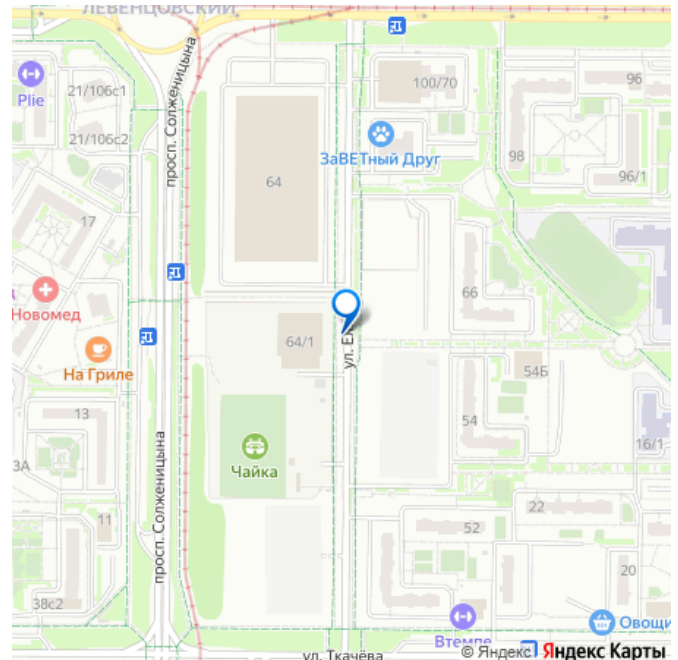 ЛЕВЕНЦОВСКИЙ
просп. Солженицына
Plie
21/106с1
21/106с2
100/70
96
ЗаВЕТный Друг
98
96/1
64
17
Новомед
66
64/1
ул. Е
На Гриле
54Б
13
54
16/1
3А
Чайка
просп. Солженицына
11
52
22
20
38с2
Втемпе
Овощи
ул. Ткачёва
© Яндекс Яндекс Карты